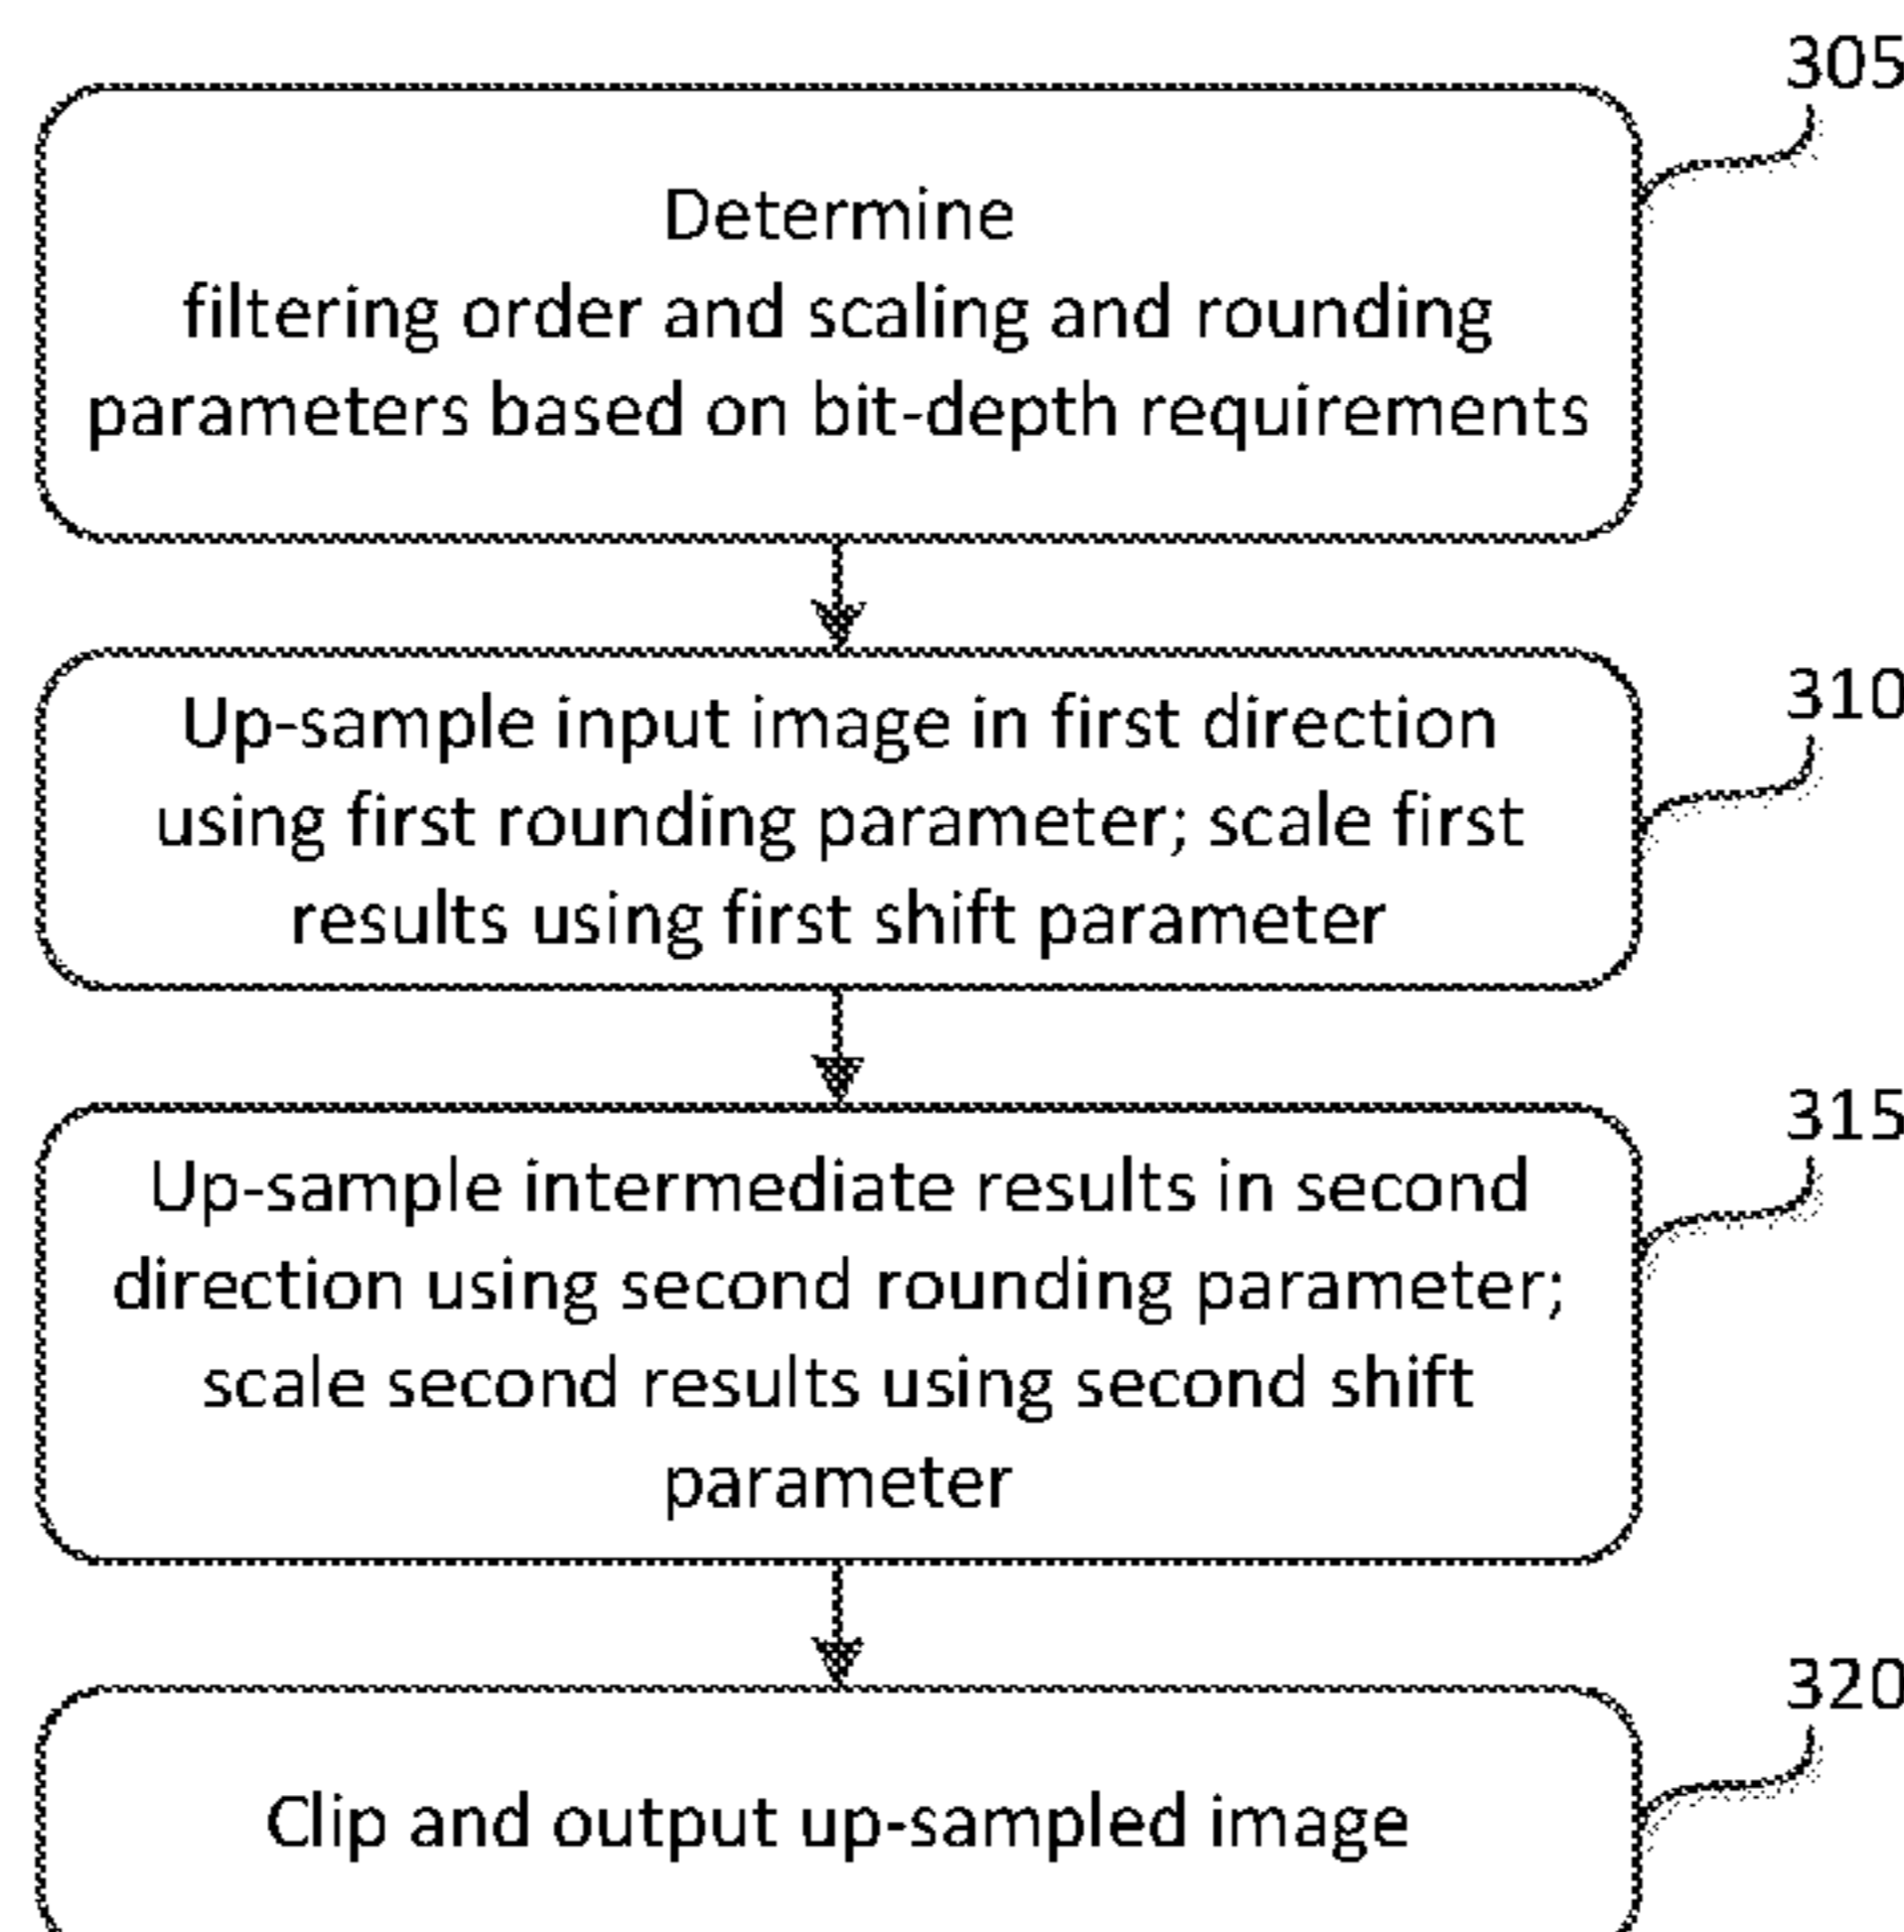 305
Determine
filtering order and scaling and rounding
parameters based on bit-depth requirements
310
Up-sample input image in first direction
using first rounding parameter; scale first
results using first shift parameter
315
Up-sample intermediate results in second
direction using second rounding parameter;
scale second results using second shift
parameter
320
Clip and output up-sampled image